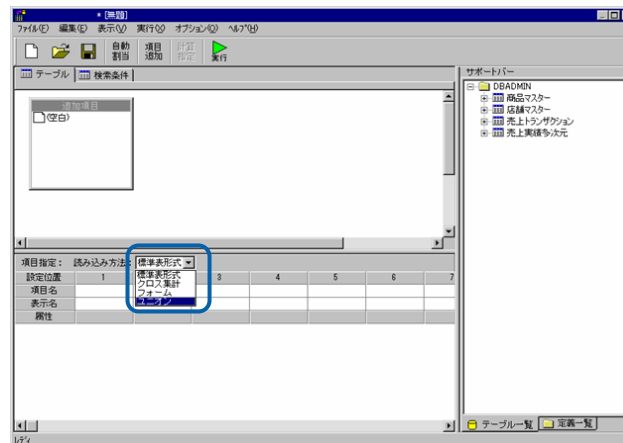 * [無題]
ファイル(F) 編集(E) 表示(V) 実行(X) オプション(O) ヘルプ(H)
自動割当 項目追加 計算指定 実行
テーブル 検索条件
追加項目
(空白)
項目指定： 読み込み方法： 標準表形式
標準表形式
クロス集計
フォーム
ユニオン
設定位置 1 3 4 5 6 7
項目名
表示名
属性
レディ
サポートバー
DBADMIN
商品マスター
店舗マスター
売上トランザクション
売上実績多次元
テーブル一覧 定義一覧